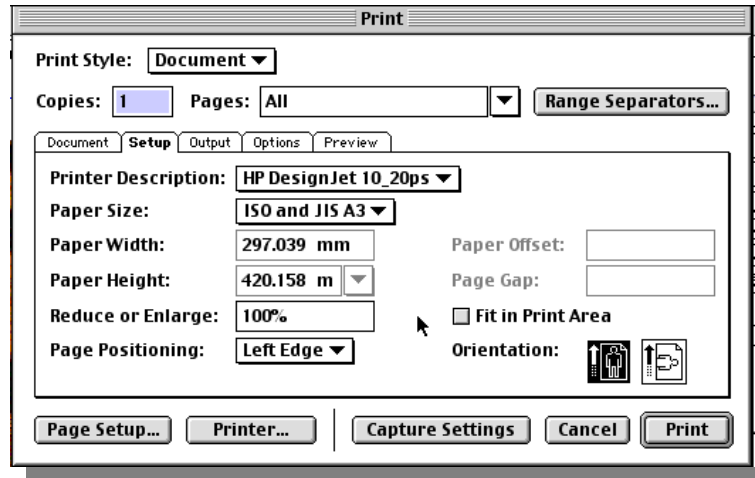 Print
Print Style: Document
Copies: 1 Pages: All Range Separators...
Document Setup Output Options Preview
Printer Description: HP DesignJet 10_20ps
Paper Size: ISO and JIS A3
Paper Width: 297.039 mm Paper Offset:
Paper Height: 420.158 m Page Gap:
Reduce or Enlarge: 100% Fit in Print Area
Page Positioning: Left Edge Orientation:
Page Setup... Printer... Capture Settings Cancel Print